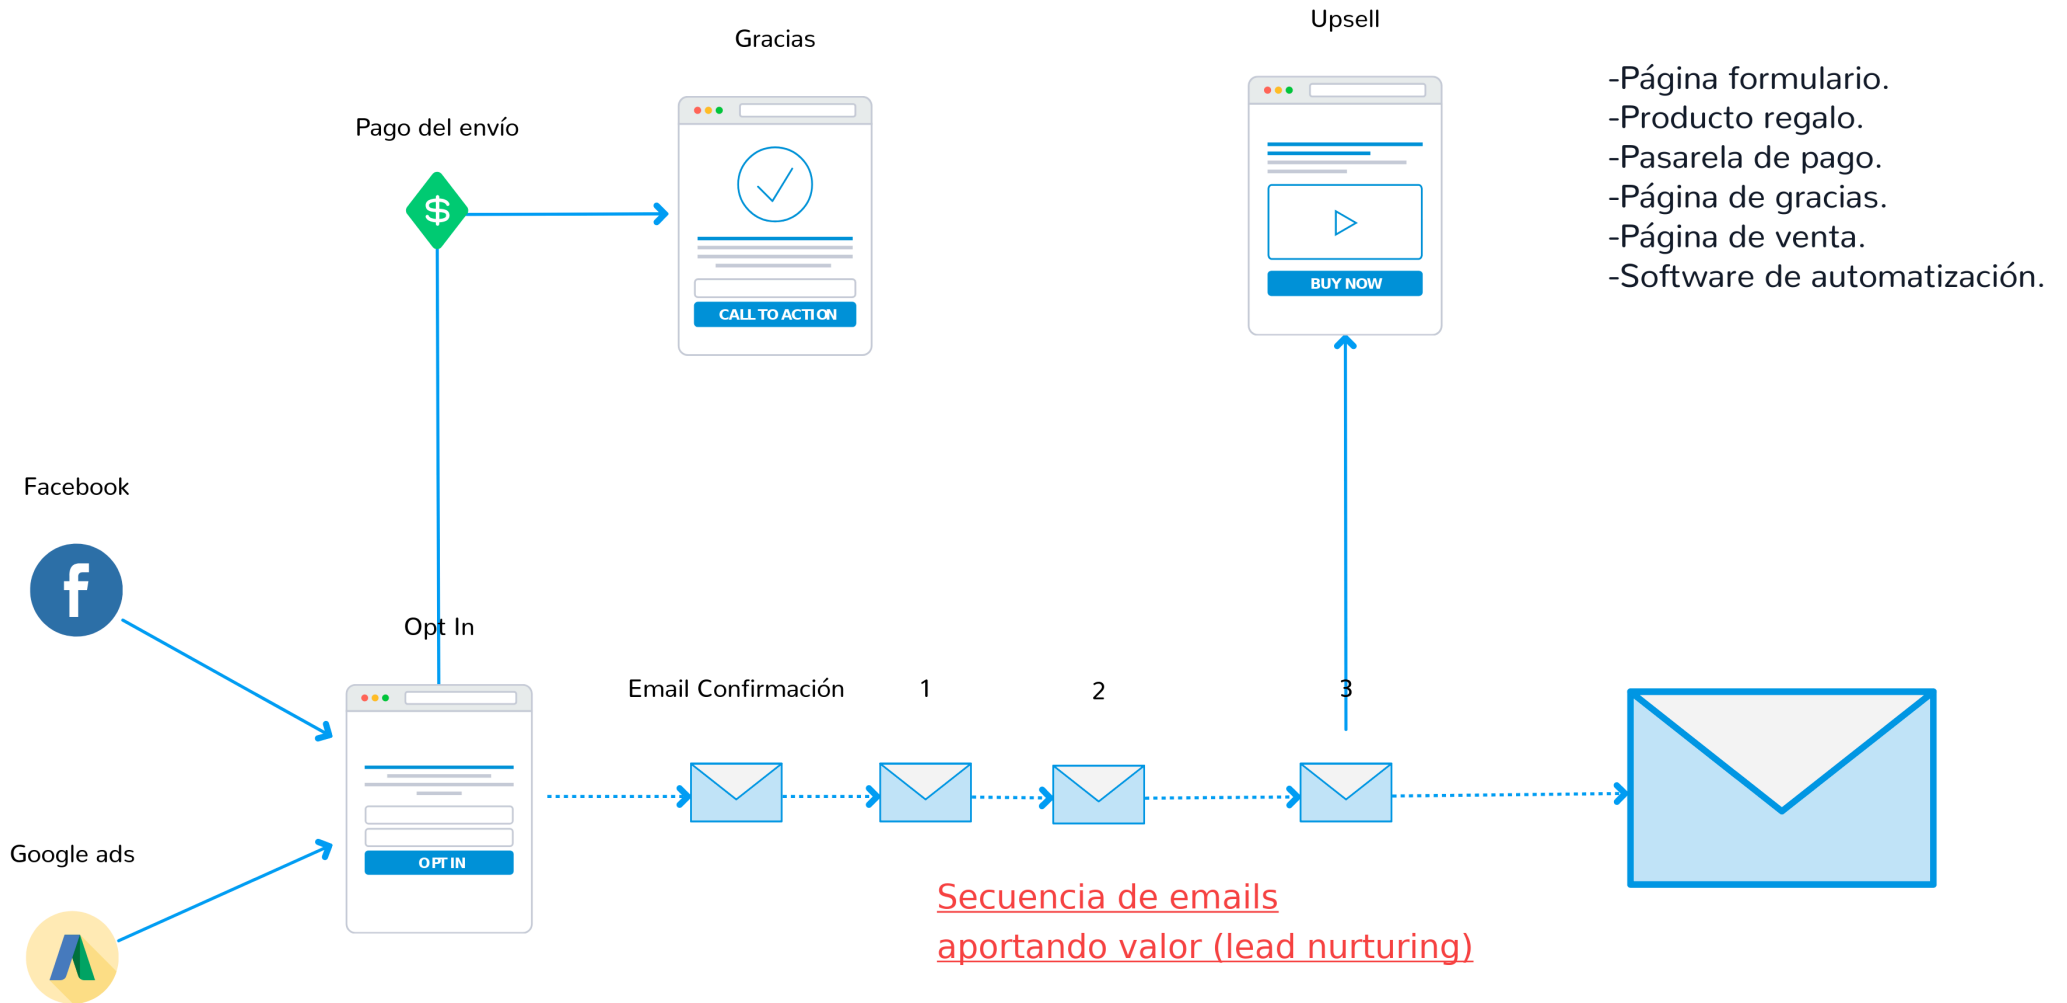 Upsell
Gracias
-Página formulario.
-Producto regalo.
-Pasarela de pago.
-Página de gracias.
-Página de venta.
-Software de automatización.
Pago del envío
$
BUY NOW
CALL TO ACTION
Facebook
f
Opt In
Email Confirmación
1
2
3
Google ads
OPT IN
Secuencia de emails
aportando valor (lead nurturing)